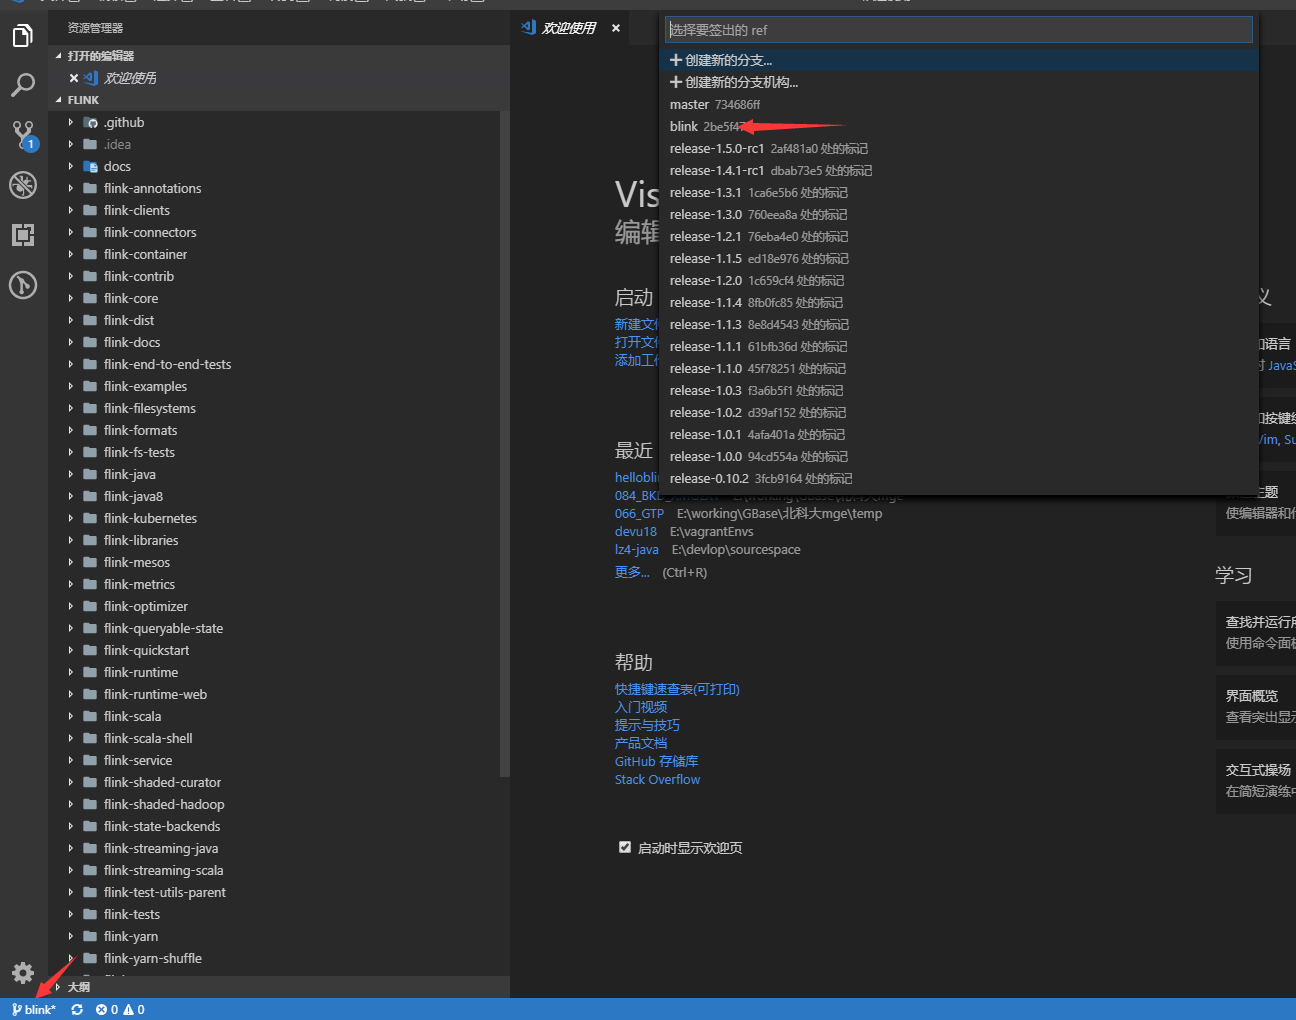 资源管理器
打开的编辑器
欢迎使用
FLINK
.github
.idea
docs
flink-annotations
flink-clients
flink-connectors
flink-container
flink-contrib
flink-core
flink-dist
flink-docs
flink-end-to-end-tests
flink-examples
flink-filesystems
flink-formats
flink-fs-tests
flink-java
flink-java8
flink-kubernetes
flink-libraries
flink-mesos
flink-metrics
flink-optimizer
flink-queryable-state
flink-quickstart
flink-runtime
flink-runtime-web
flink-scala
flink-scala-shell
flink-service
flink-shaded-curator
flink-shaded-hadoop
flink-state-backends
flink-streaming-java
flink-streaming-scala
flink-test-utils-parent
flink-tests
flink-yarn
flink-yarn-shuffle
大纲
1
欢迎使用
选择要签出的 ref
创建新的分支...
创建新的分支机构...
master 734686ff
blink 2be5f4
release-1.5.0-rc1 2af481a0 处的标记
release-1.4.1-rc1 dbab73e5 处的标记
release-1.3.1 1ca6e5b6 处的标记
release-1.3.0 760eea8a 处的标记
release-1.2.1 76eba4e0 处的标记
release-1.1.5 ed18e976 处的标记
release-1.2.0 1c659cf4 处的标记
release-1.1.4 8fb0fc85 处的标记
release-1.1.3 8e8d4543 处的标记
release-1.1.1 61bfb36d 处的标记
release-1.1.0 45f78251 处的标记
release-1.0.3 f3a6b5f1 处的标记
release-1.0.2 d39af152 处的标记
release-1.0.1 4afa401a 处的标记
release-1.0.0 94cd554a 处的标记
release-0.10.2 3fcb9164 处的标记
Vis
编辑
启动
新建文
打开文
添加工
最近
helloblin
084_BKD
066_GTP E:\working\GBase\北科大mge\temp
devu18 E:\vagrantEnvs
lz4-java E:\devlop\sourcespace
更多... (Ctrl+R)
帮助
快捷键速查表(可打印)
入门视频
提示与技巧
产品文档
GitHub 存储库
Stack Overflow
启动时显示欢迎页
义
和语言
JavaS
和按键
Vim, Su
主题
使编辑器和
学习
查找并运行所
使用命令面板
界面概览
查看突出显示
交互式操场
在简短演练中
blink* 0 0